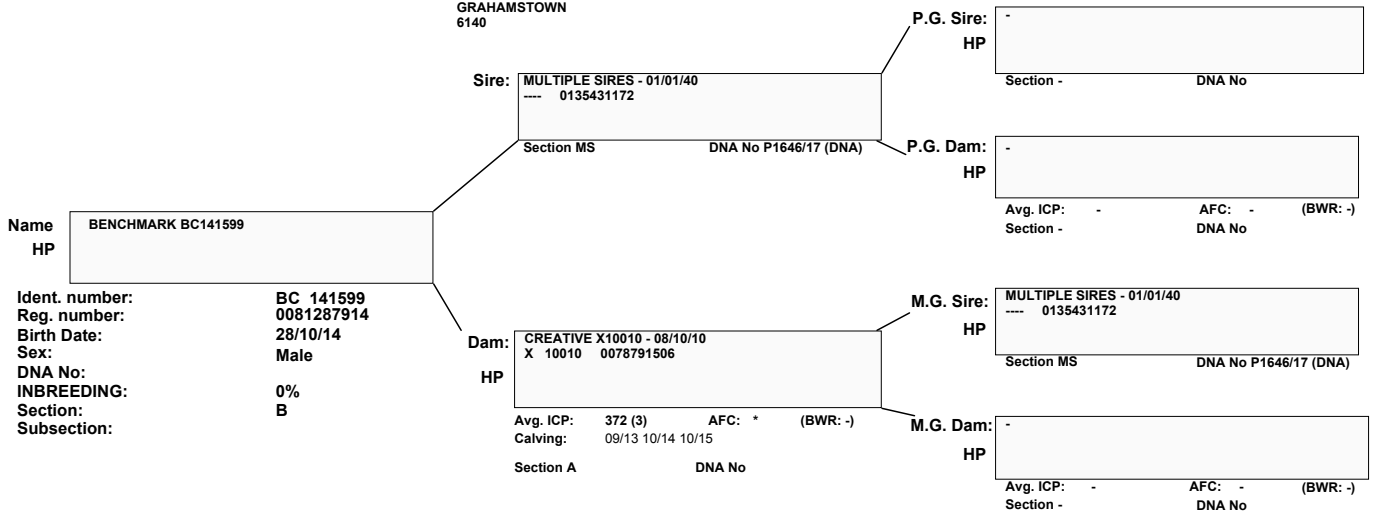 GRAHAMSTOWN
6140
P.G. Sire: -
HP
Section - DNA No
Sire: MULTIPLE SIRES - 01/01/40
---- 0135431172
Section MS DNA No P1646/17 (DNA)
P.G. Dam: -
HP
Avg. ICP: - AFC: - (BWR: -)
Section - DNA No
Name BENCHMARK BC141599
HP
Ident. number: BC 141599
Reg. number: 0081287914
Birth Date: 28/10/14
Sex: Male
DNA No:
INBREEDING: 0%
Section: B
Subsection:
M.G. Sire: MULTIPLE SIRES - 01/01/40
---- 0135431172
HP
Section MS DNA No P1646/17 (DNA)
Dam: CREATIVE X10010 - 08/10/10
X 10010 0078791506
HP
Avg. ICP: 372 (3) AFC: * (BWR: -)
Calving: 09/13 10/14 10/15
Section A DNA No
M.G. Dam: -
HP
Avg. ICP: - AFC: - (BWR: -)
Section - DNA No